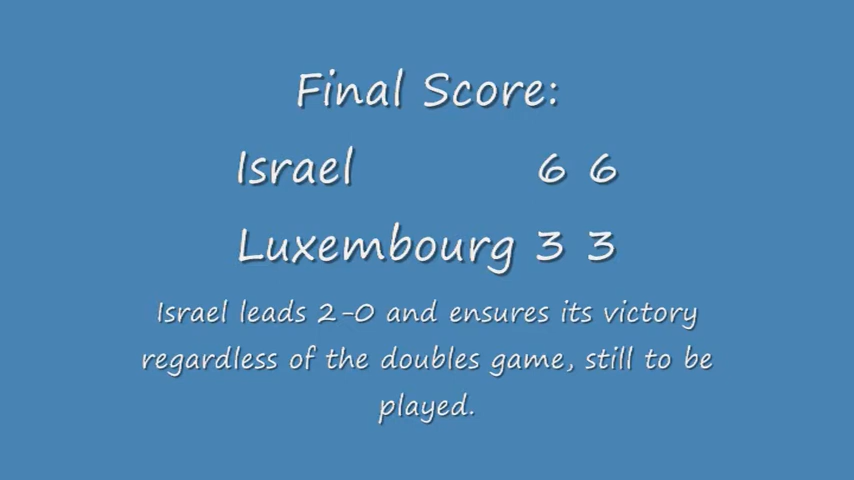 Final Score:
Israel 6 6
Luxembourg 3 3
Israel leads 2-0 and ensures its victory
regardless of the doubles game, still to be
played.